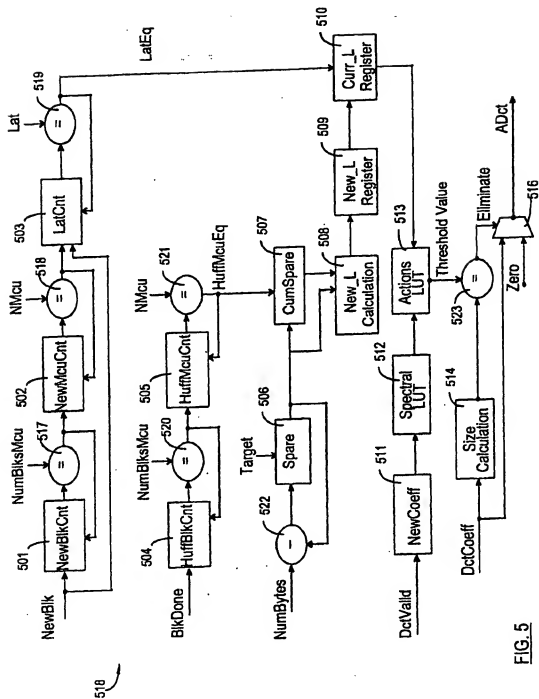 NewBlk
501
NewBlkCnt
NumBlksMcu
517
=
502
NewMcuCnt
NMcu
518
=
503
LatCnt
Lat
519
=
LatEq
518
BlkDone
504
HuffBlkCnt
NumBlksMcu
520
=
505
HuffMcuCnt
NMcu
521
=
HuffMcuEq
NumBytes
522
-
Target
506
Spare
507
CumSpare
508
New_L
Calculation
509
New_L
Register
510
Curr_L
Register
DctValid
511
NewCoeff
512
Spectral
LUT
513
Actions
LUT
Threshold Value
DctCoeff
514
Size
Calculation
523
=
Eliminate
Zero
516
ADct
FIG. 5